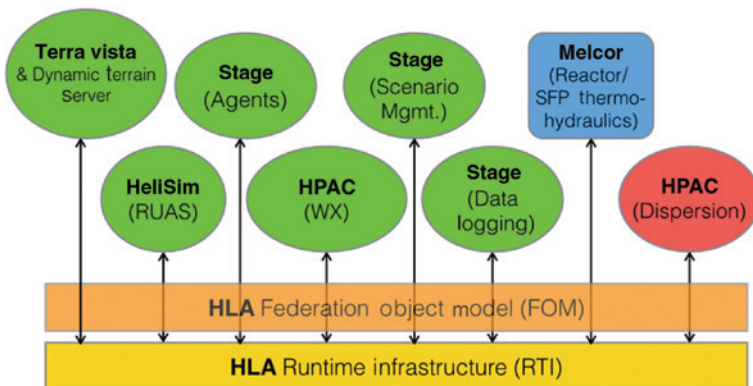 Terra vista
& Dynamic terrain
server
Stage
(Agents)
Stage
(Scenario
Mgmt.)
Melcor
(Reactor/
SFP thermo-
hydraulics)
HeliSim
(RUAS)
HPAC
(WX)
Stage
(Data
logging)
HPAC
(Dispersion)
HLA Federation object model (FOM)
HLA Runtime infrastructure (RTI)